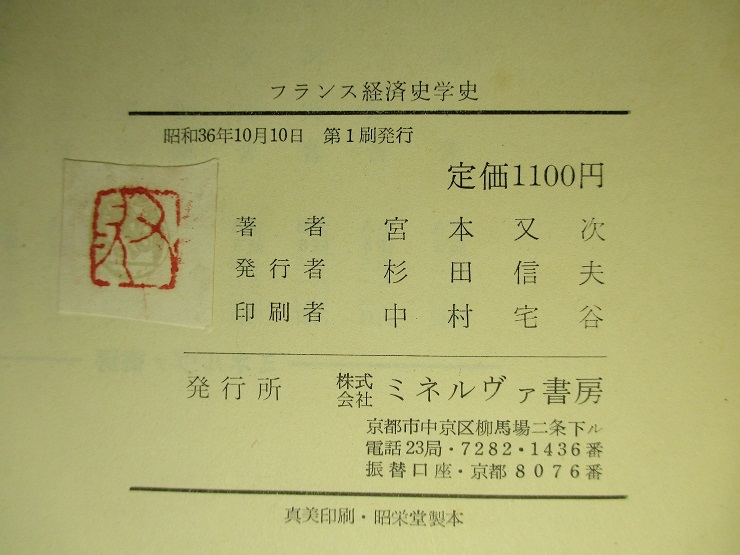 フランス経済史学史
昭和36年10月10日　第1刷発行
定価1100円
著者　宮本又次
発行者　杉田信夫
印刷者　中村宅谷
発行所　株式会社　ミネルヴァ書房
京都市中京区柳馬場二条下ル
電話23局・7282・1436番
振替口座・京都8076番
真美印刷・昭栄堂製本